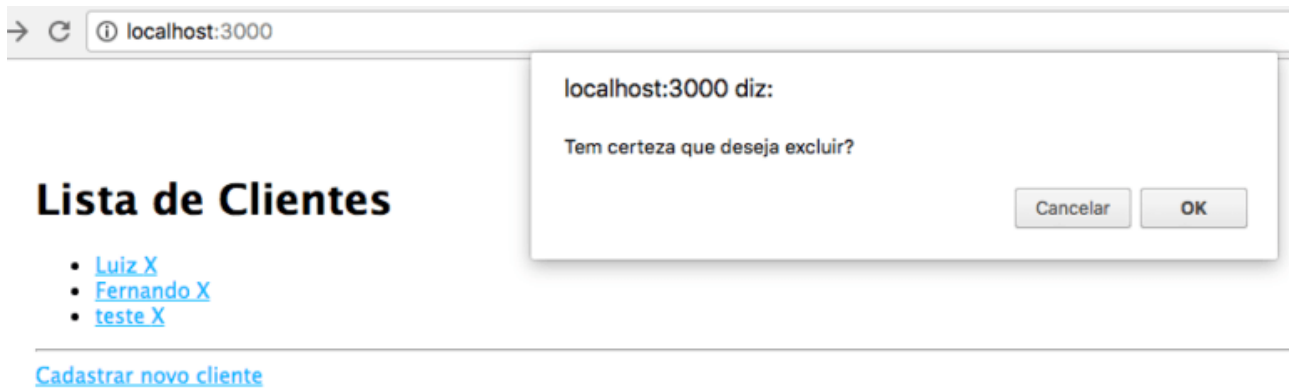 localhost:3000
localhost:3000 diz:
Tem certeza que deseja excluir?
Cancelar OK
Lista de Clientes
Luiz X
Fernando X
teste X
Cadastrar novo cliente